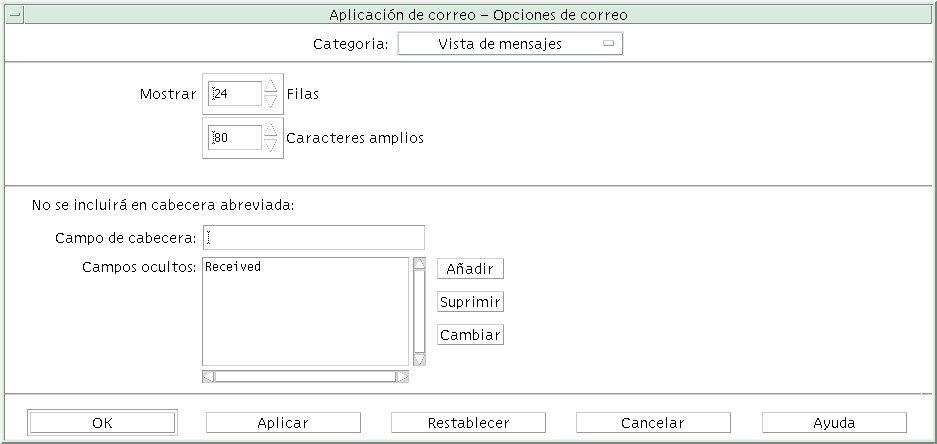 Aplicación de correo – Opciones de correo
Categoria: Vista de mensajes
Mostrar 24 Filas
80 Caracteres amplios
No se incluirá en cabecera abreviada:
Campo de cabecera:
Campos ocultos: Received Añadir
Suprimir
Cambiar
OK Aplicar Restablecer Cancelar Ayuda